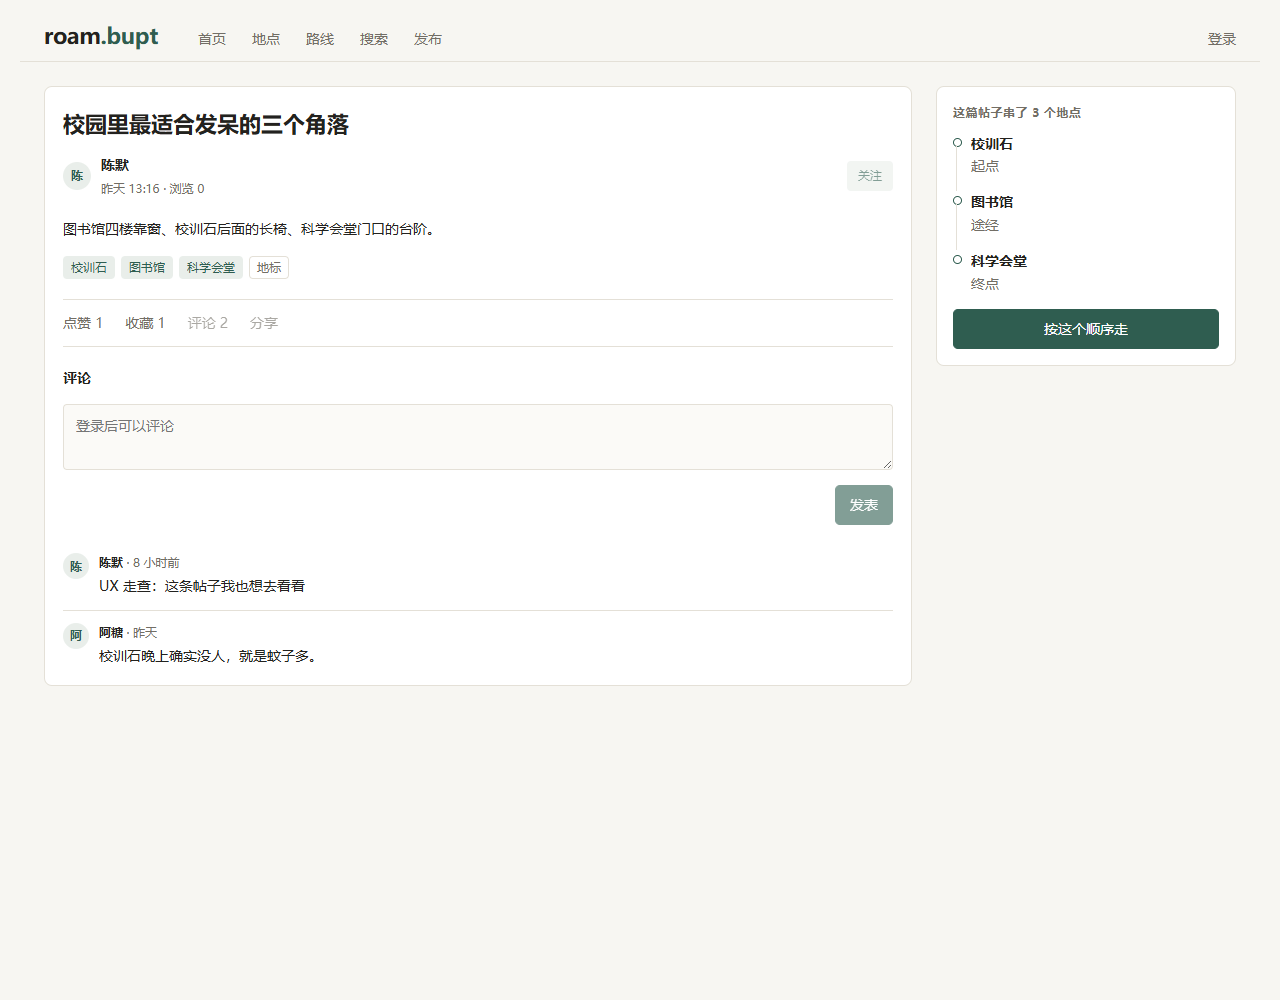 roam.bupt 首页 地点 路线 搜索 发布 登录
校园里最适合发呆的三个角落
陈 陈默
昨天 13:16 · 浏览 0
关注
图书馆四楼靠窗、校训石后面的长椅、科学会堂门口的台阶。
校训石 图书馆 科学会堂 地标
点赞 1 收藏 1 评论 2 分享
评论
登录后可以评论
发表
陈 陈默 · 8 小时前
UX 走查：这条帖子我也想去看看
阿 阿糖 · 昨天
校训石晚上确实没人，就是蚊子多。
这篇帖子串了 3 个地点
校训石
起点
图书馆
途经
科学会堂
终点
按这个顺序走